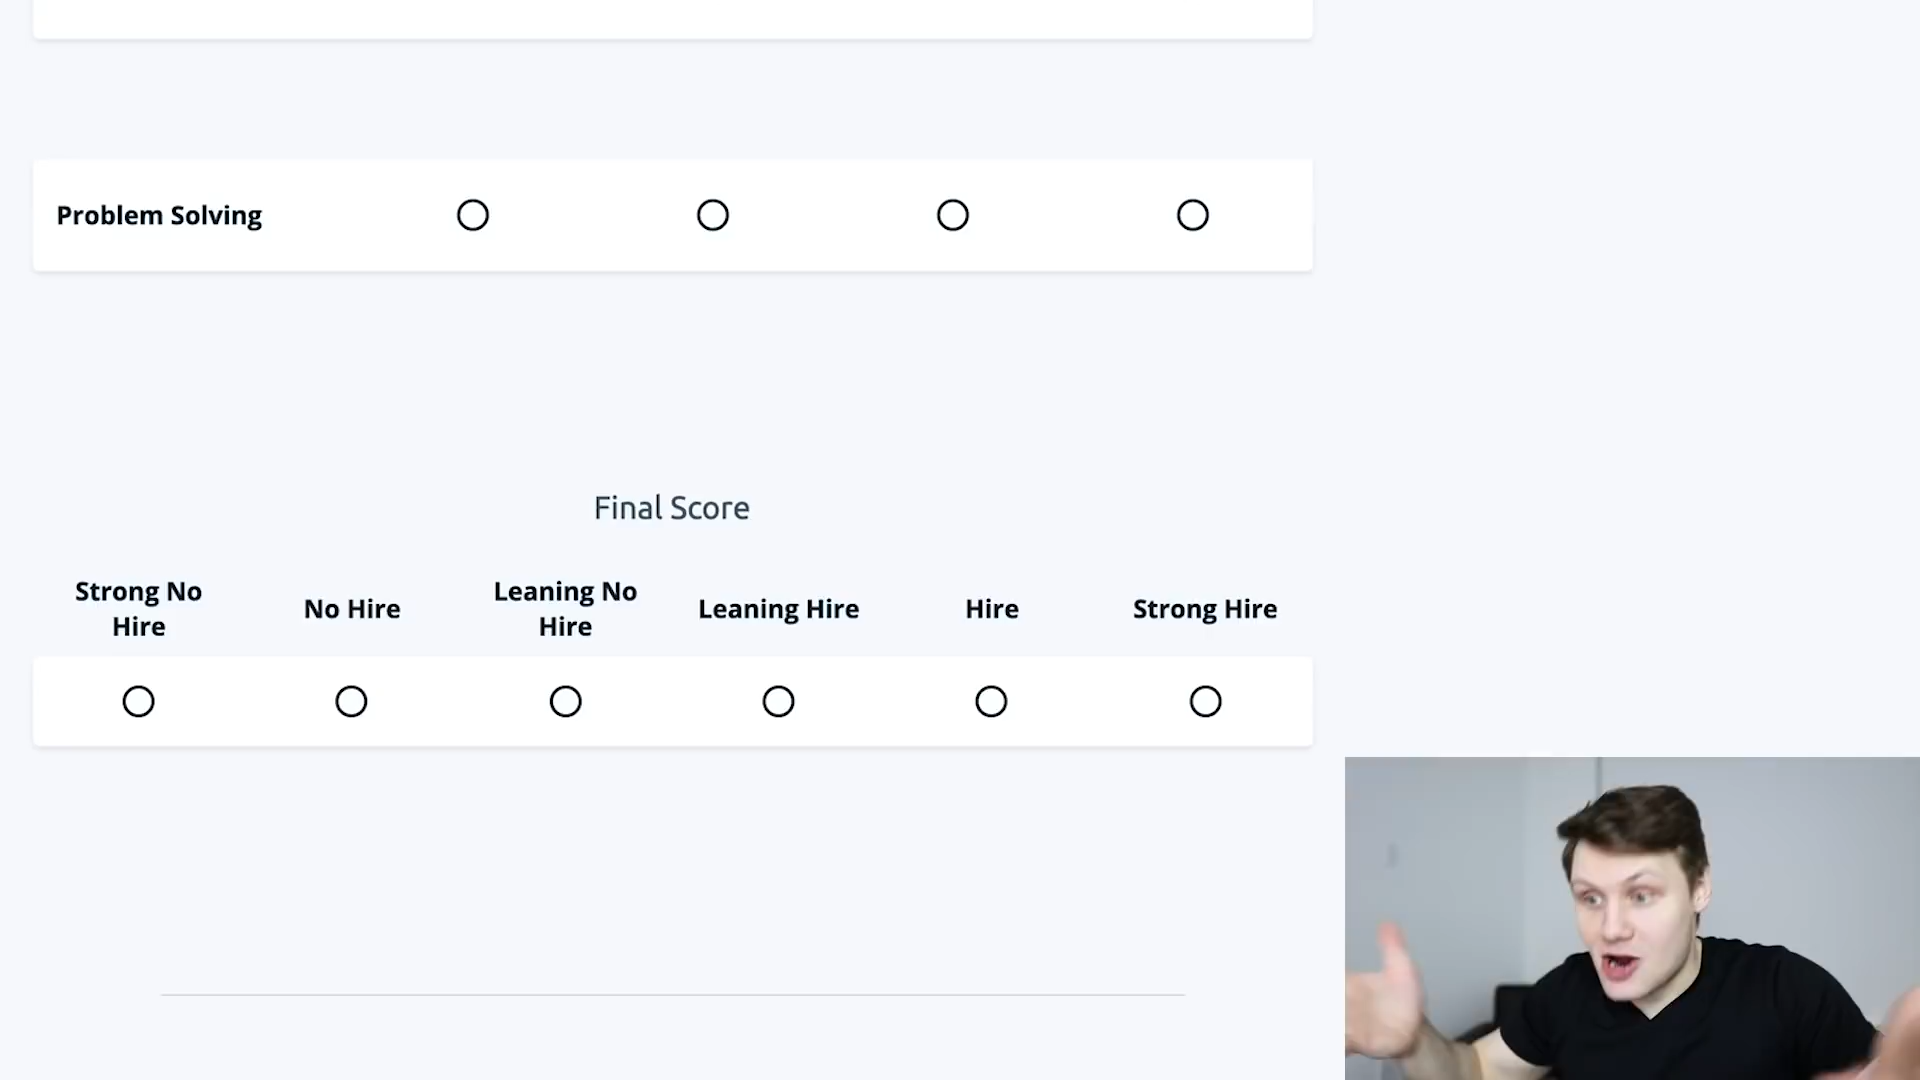 Problem Solving
Final Score
Strong No
Hire
No Hire
Leaning No
Hire
Leaning Hire
Hire
Strong Hire